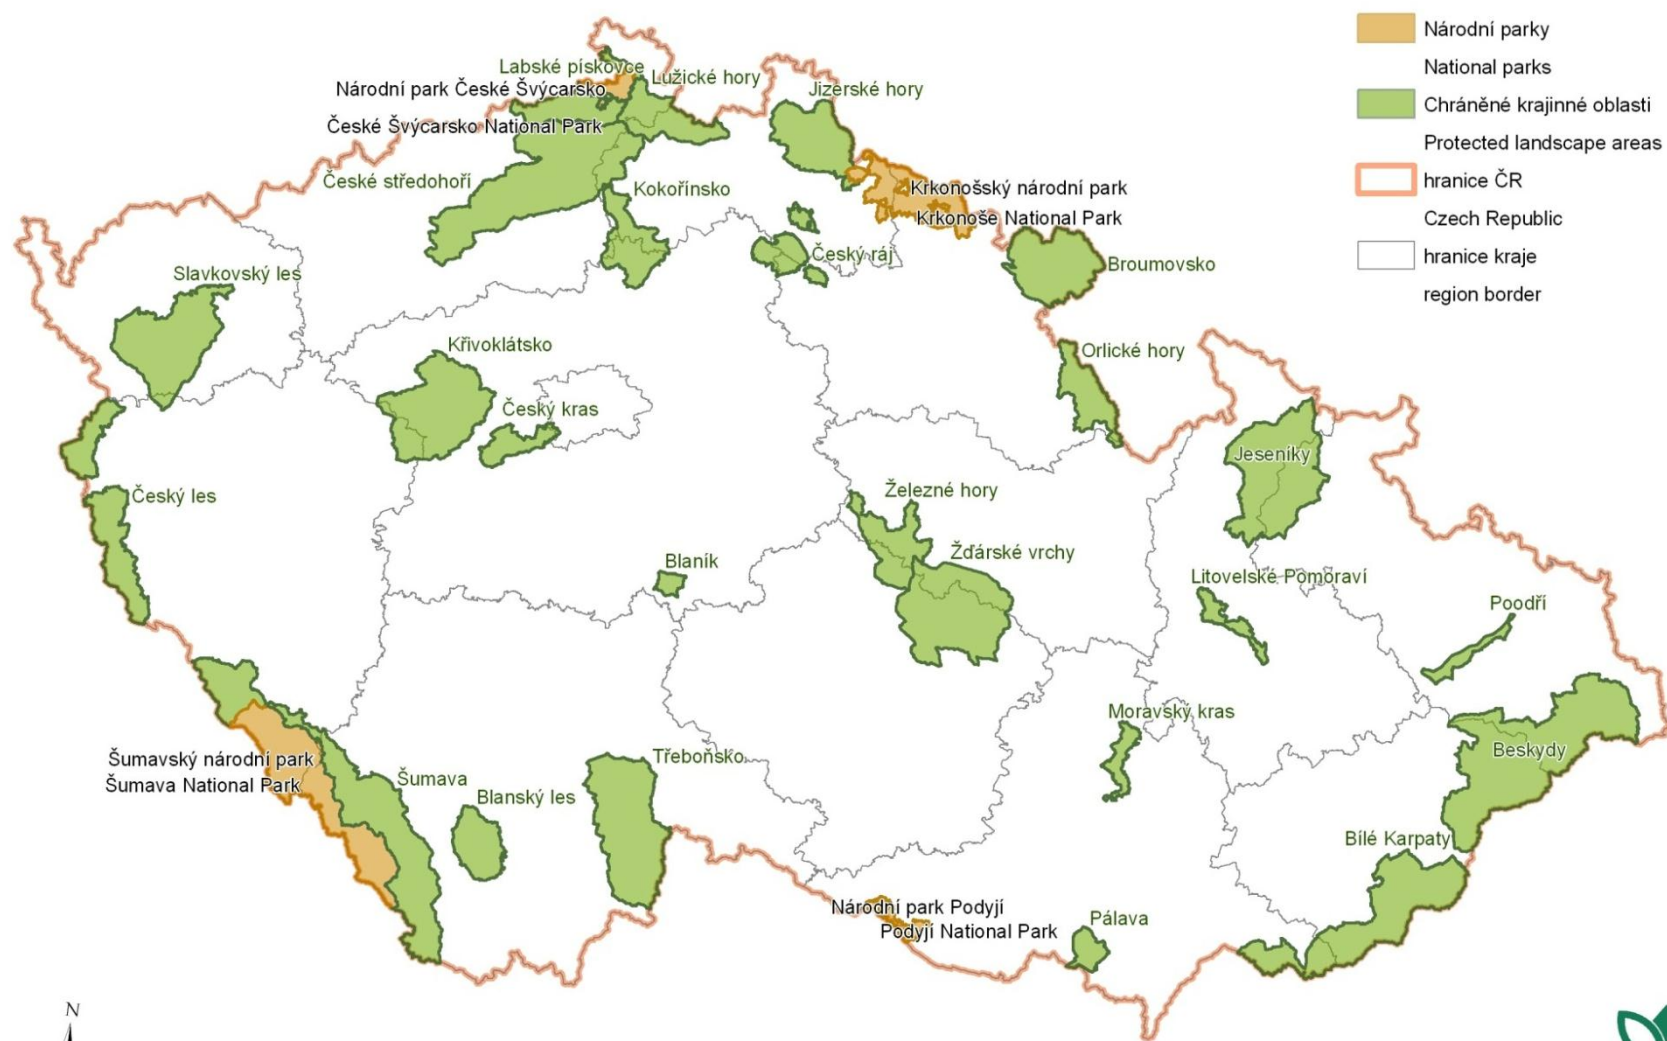 Národní parky
National parks
Chráněné krajinné oblasti
Protected landscape areas
hranice ČR
Czech Republic
hranice kraje
region border
Labské pískovce
Lužické hory
Národní park České Švýcarsko
Jizerské hory
České Švýcarsko National Park
České středohoří
Kokořínsko
Krkonošský národní park
Krkonoše National Park
Český ráj
Broumovsko
Slavkovský les
Křivoklátsko
Orlické hory
Český kras
Jeseníky
Český les
Železné hory
Žďárské vrchy
Blaník
Litovelské Pomoraví
Poodří
Moravský kras
Beskydy
Šumavský národní park
Šumava National Park
Šumava
Třeboňsko
Blanský les
Bílé Karpaty
Národní park Podyjí
Podyjí National Park
Pálava
N